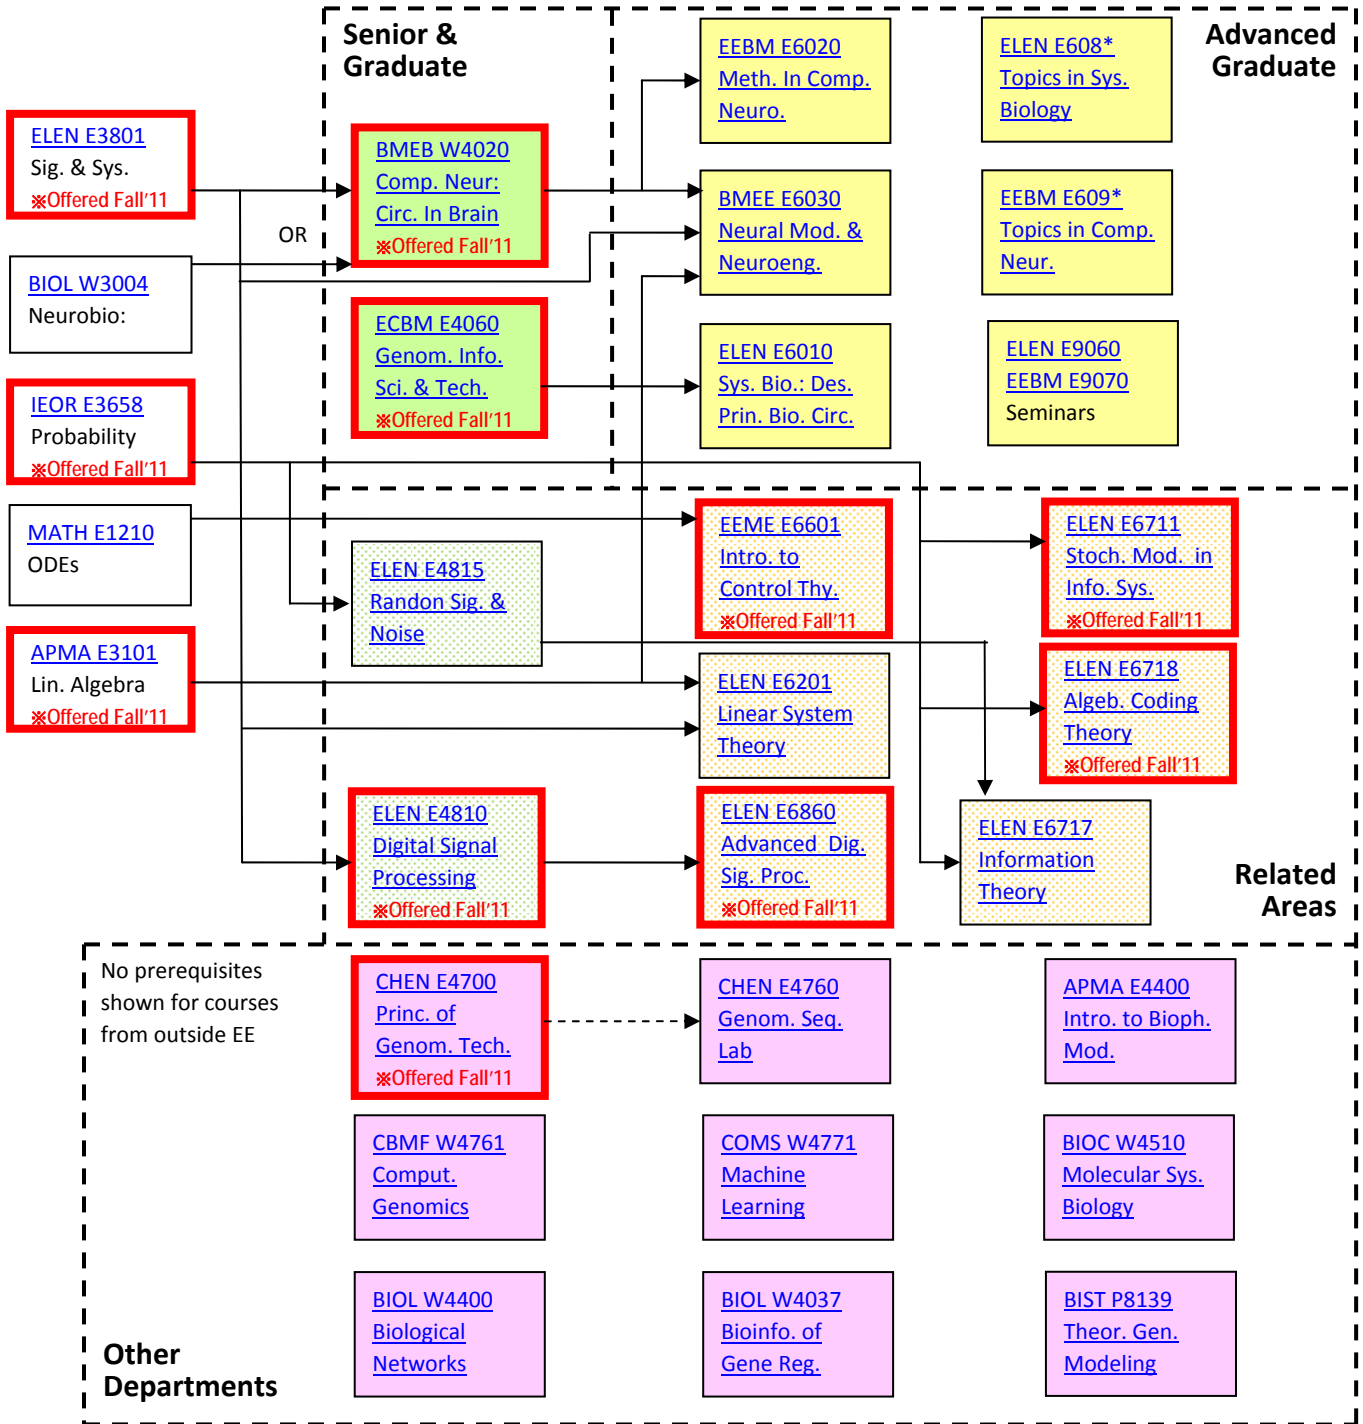 Senior &
Graduate
Advanced
Graduate
EEBM E6020
Meth. In Comp.
Neuro.
ELEN E608*
Topics in Sys.
Biology
ELEN E3801
Sig. & Sys.
※Offered Fall'11
BMEB W4020
Comp. Neur:
Circ. In Brain
※Offered Fall'11
BMEE E6030
Neural Mod. &
Neuroeng.
EEBM E609*
Topics in Comp.
Neur.
OR
BIOL W3004
Neurobio:
ECBM E4060
Genom. Info.
Sci. & Tech.
※Offered Fall'11
ELEN E6010
Sys. Bio.: Des.
Prin. Bio. Circ.
ELEN E9060
EEBM E9070
Seminars
IEOR E3658
Probability
※Offered Fall'11
MATH E1210
ODEs
ELEN E4815
Randon Sig. &
Noise
EEME E6601
Intro. to
Control Thy.
※Offered Fall'11
ELEN E6711
Stoch. Mod. in
Info. Sys.
※Offered Fall'11
APMA E3101
Lin. Algebra
※Offered Fall'11
ELEN E6201
Linear System
Theory
ELEN E6718
Algeb. Coding
Theory
※Offered Fall'11
ELEN E4810
Digital Signal
Processing
※Offered Fall'11
ELEN E6860
Advanced Dig.
Sig. Proc.
※Offered Fall'11
ELEN E6717
Information
Theory
Related
Areas
No prerequisites
shown for courses
from outside EE
CHEN E4700
Princ. of
Genom. Tech.
※Offered Fall'11
CHEN E4760
Genom. Seq.
Lab
APMA E4400
Intro. to Bioph.
Mod.
CBMF W4761
Comput.
Genomics
COMS W4771
Machine
Learning
BIOC W4510
Molecular Sys.
Biology
BIOL W4400
Biological
Networks
BIOL W4037
Bioinfo. of
Gene Reg.
BIST P8139
Theor. Gen.
Modeling
Other
Departments